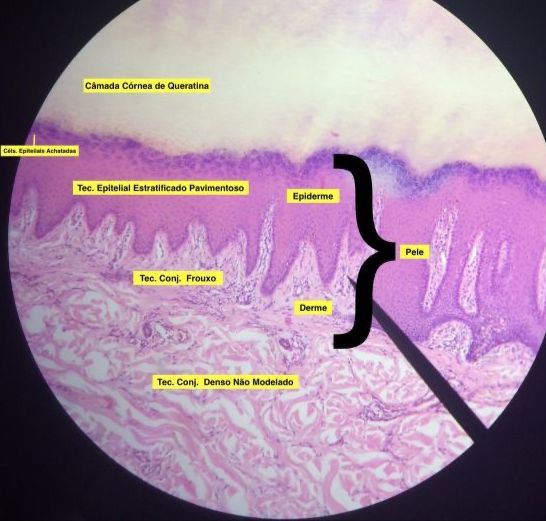 Câmada Córnea de Queratina
Céls. Epiteliais Achatadas
Tec. Epitelial Estratificado Pavimentoso
Epiderme
Pele
Tec. Conj. Frouxo
Derme
Tec. Conj. Denso Não Modelado